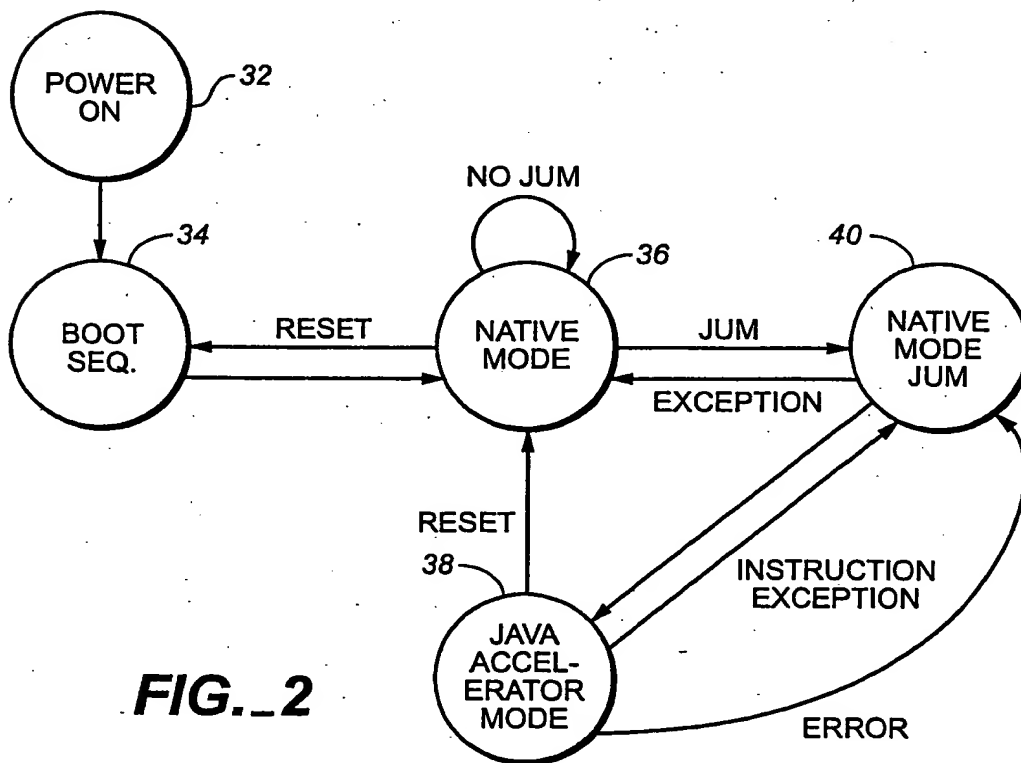 POWER
ON
32
NO JUM
34
36
40
BOOT
SEQ.
RESET
NATIVE
MODE
JUM
NATIVE
MODE
JUM
EXCEPTION
RESET
38
INSTRUCTION
EXCEPTION
JAVA
ACCEL-
ERATOR
MODE
ERROR
FIG._2